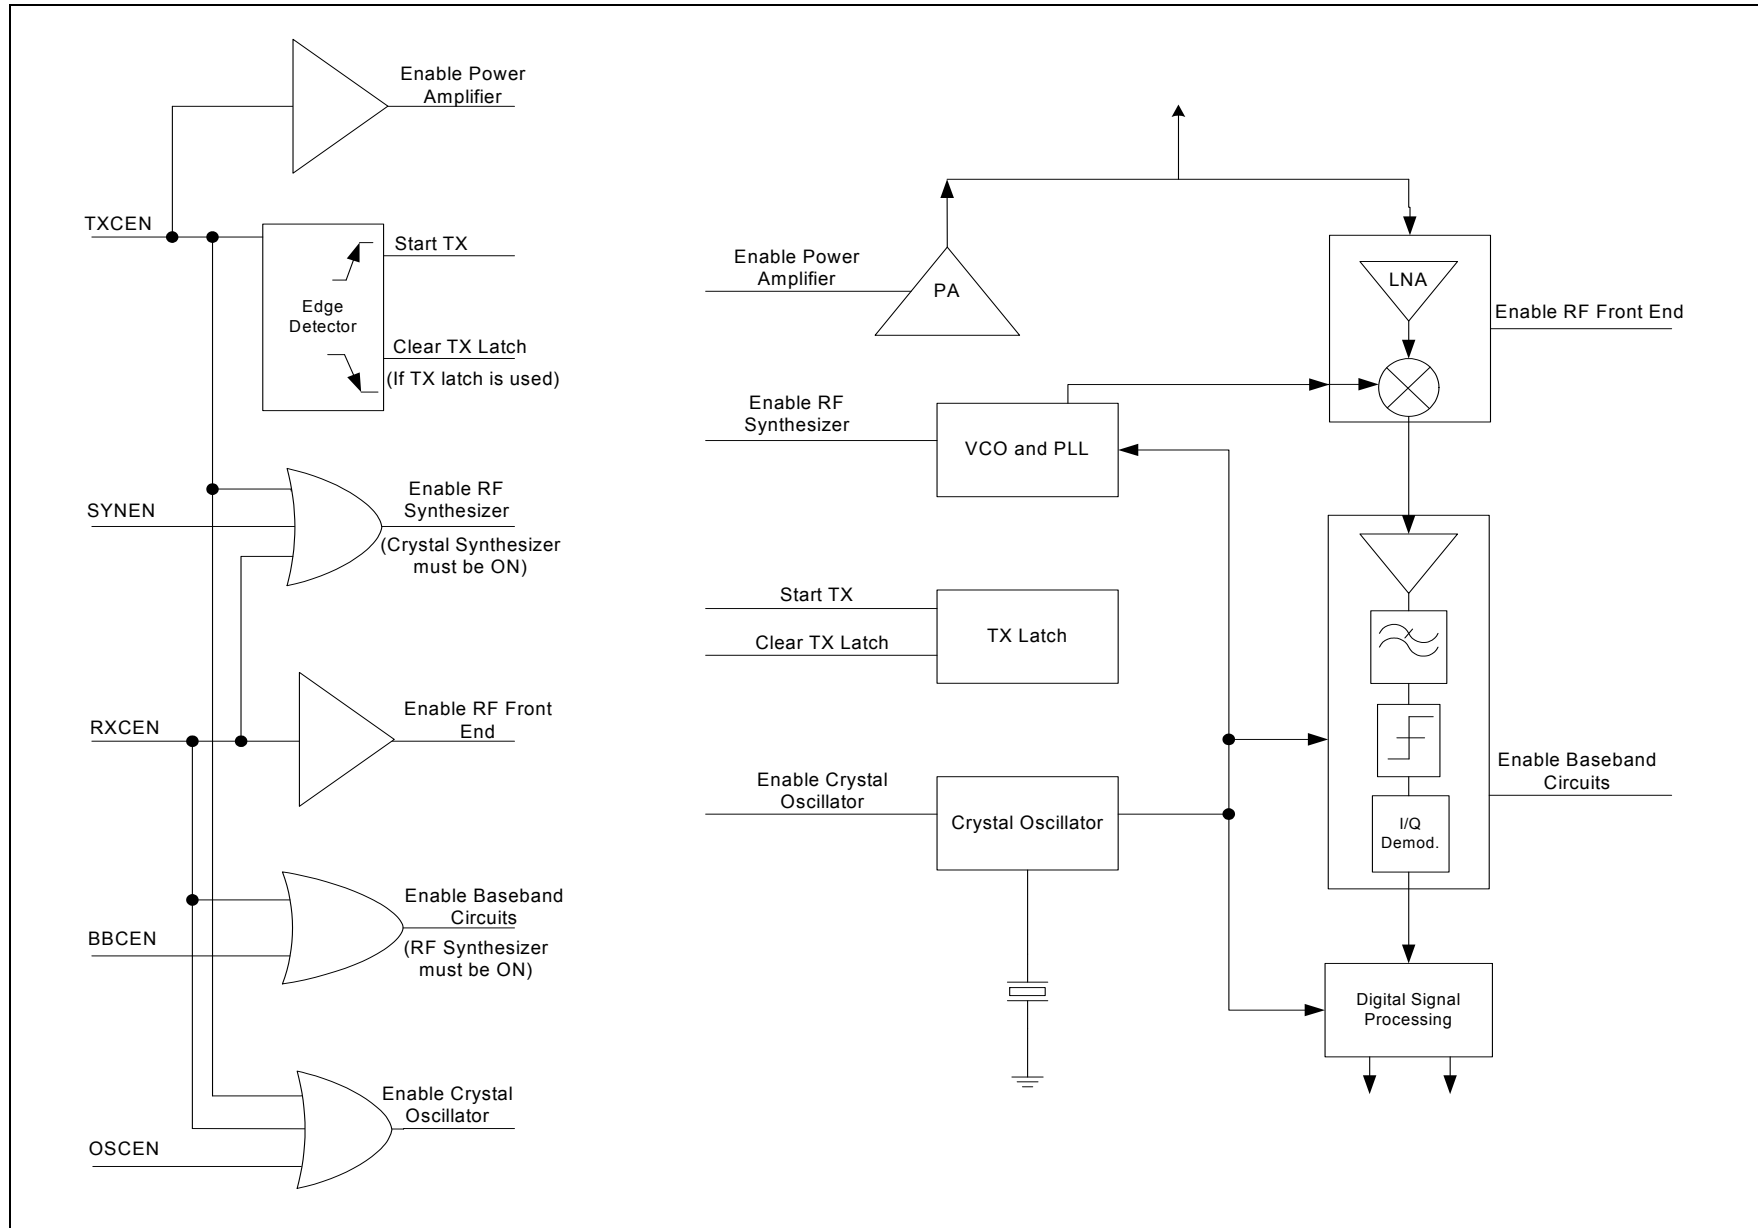 Enable Power
Amplifier
TXCEN
Start TX
Edge
Detector
Clear TX Latch
(If TX latch is used)
SYNEN
Enable RF
Synthesizer
(Crystal Synthesizer
must be ON)
RXCEN
Enable RF Front
End
BBCEN
Enable Baseband
Circuits
(RF Synthesizer
must be ON)
OSCEN
Enable Crystal
Oscillator
Enable Power
Amplifier
PA
LNA
Enable RF Front End
Enable RF
Synthesizer
VCO and PLL
Start TX
Clear TX Latch
TX Latch
Enable Crystal
Oscillator
Crystal Oscillator
Enable Baseband
Circuits
I/Q
Demod.
Digital Signal
Processing